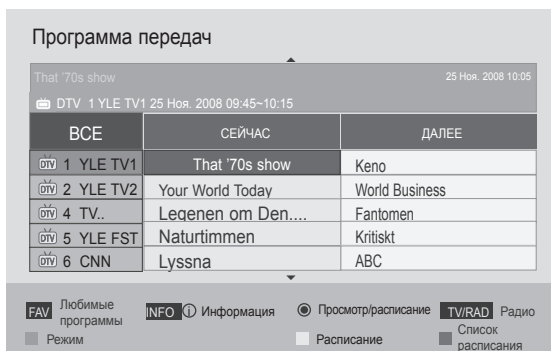 Программа передач
That '70s show 25 Ноя. 2008 10:05
DTV 1 YLE TV1 25 Ноя. 2008 09:45~10:15
ВСЕ СЕЙЧАС ДАЛЕЕ
DTV 1 YLE TV1 That '70s show Keno
DTV 2 YLE TV2 Your World Today World Business
DTV 4 TV.. Legenen om Den.... Fantomen
DTV 5 YLE FST Naturtimmen Kritiskt
DTV 6 CNN Lyssna ABC
FAV Любимые программы INFO i Информация Просмотр/расписание TV/RAD Радио
Режим Расписание Список расписания